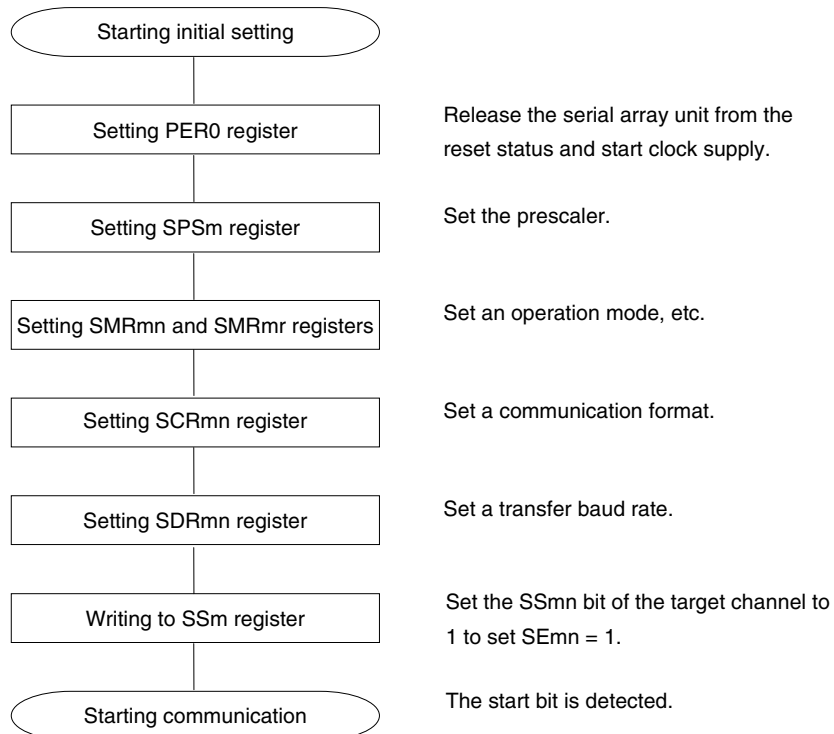 Starting initial setting
Setting PER0 register
Release the serial array unit from the
reset status and start clock supply.
Setting SPSm register
Set the prescaler.
Setting SMRmn and SMRmr registers
Set an operation mode, etc.
Setting SCRmn register
Set a communication format.
Setting SDRmn register
Set a transfer baud rate.
Writing to SSm register
Set the SSmn bit of the target channel to
1 to set SEmn = 1.
Starting communication
The start bit is detected.